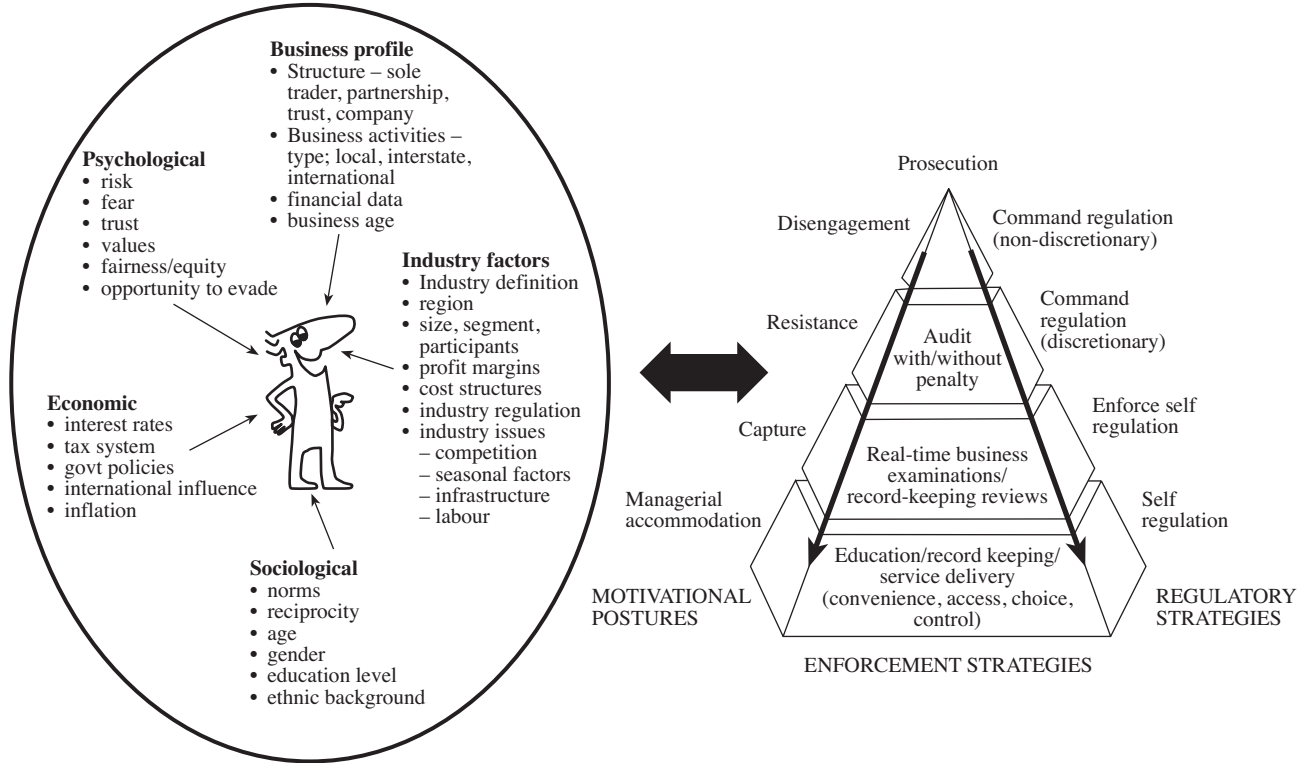 Business profile
• Structure – sole
trader, partnership,
trust, company
• Business activities –
type; local, interstate,
international
• financial data
• business age
Psychological
• risk
• fear
• trust
• values
• fairness/equity
• opportunity to evade
Industry factors
• Industry definition
• region
• size, segment,
participants
• profit margins
• cost structures
• industry regulation
• industry issues
– competition
– seasonal factors
– infrastructure
– labour
Economic
• interest rates
• tax system
• govt policies
• international influence
• inflation
Sociological
• norms
• reciprocity
• age
• gender
• education level
• ethnic background
Prosecution
Disengagement
Command regulation
(non-discretionary)
Resistance
Audit
with/without
penalty
Command
regulation
(discretionary)
Capture
Real-time business
examinations/
record-keeping reviews
Enforce self
regulation
Managerial
accommodation
Education/record keeping/
service delivery
(convenience, access, choice,
control)
Self
regulation
MOTIVATIONAL
POSTURES
REGULATORY
STRATEGIES
ENFORCEMENT STRATEGIES